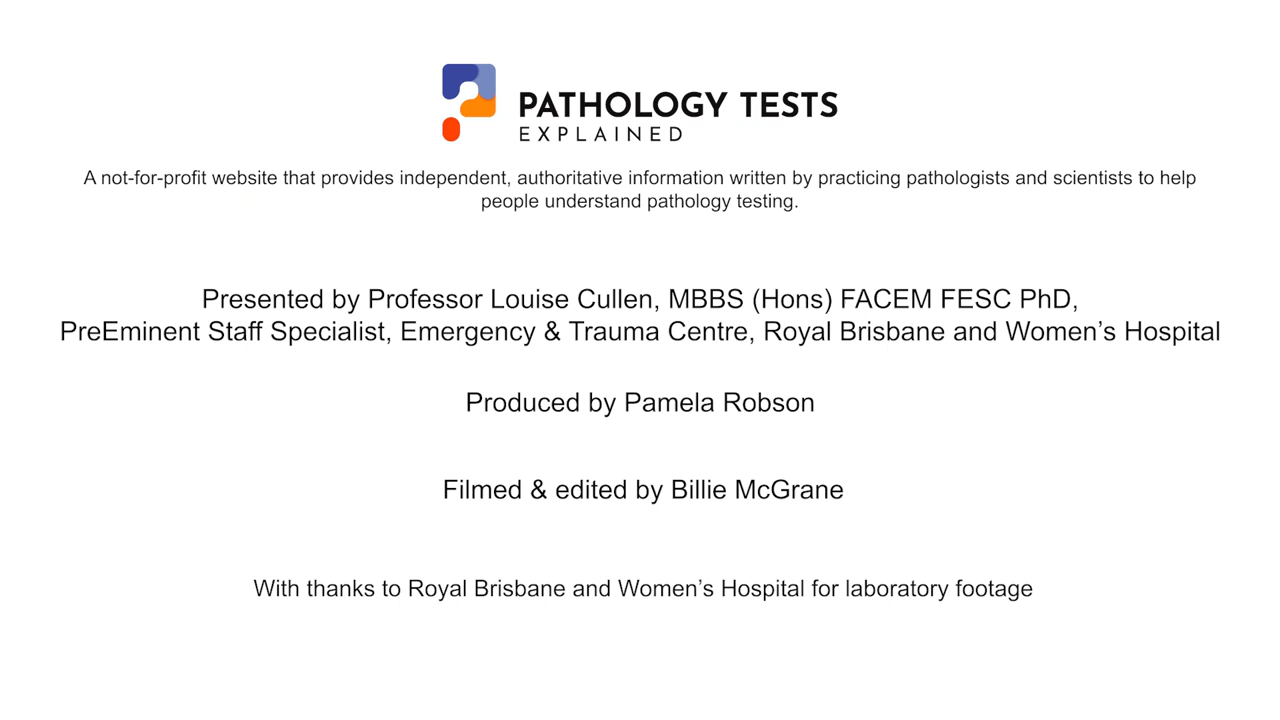 PATHOLOGY TESTS
EXPLAINED
A not-for-profit website that provides independent, authoritative information written by practicing pathologists and scientists to help
people understand pathology testing.
Presented by Professor Louise Cullen, MBBS (Hons) FACEM FESC PhD,
PreEminent Staff Specialist, Emergency & Trauma Centre, Royal Brisbane and Women’s Hospital
Produced by Pamela Robson
Filmed & edited by Billie McGrane
With thanks to Royal Brisbane and Women’s Hospital for laboratory footage